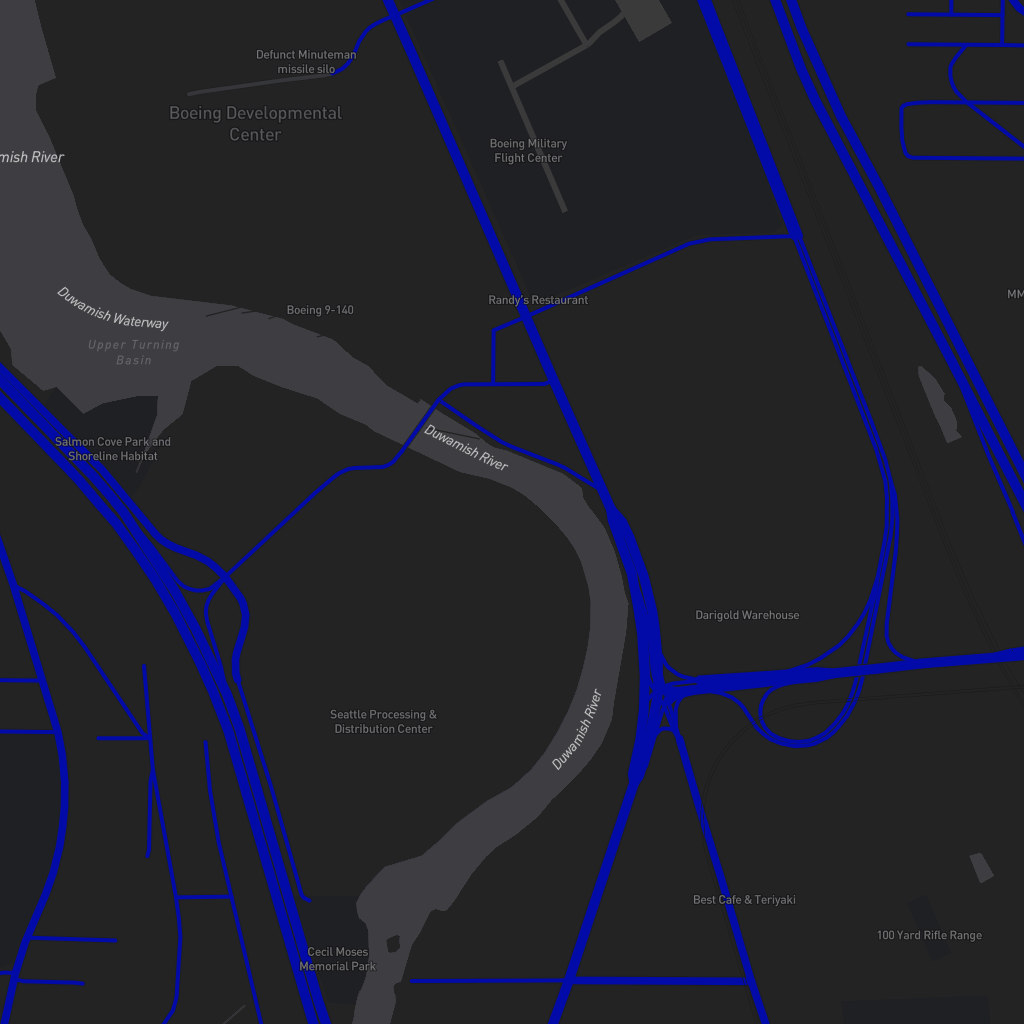 Defunct Minuteman
missile silo
Boeing Developmental
Center
Boeing Military
Flight Center
mish River
Duwamish Waterway
Upper Turning
Basin
Boeing 9-140
Randy's Restaurant
MM
Salmon Cove Park and
Shoreline Habitat
Duwamish River
Darigold Warehouse
Seattle Processing &
Distribution Center
Duwamish River
Best Cafe & Teriyaki
100 Yard Rifle Range
Cecil Moses
Memorial Park